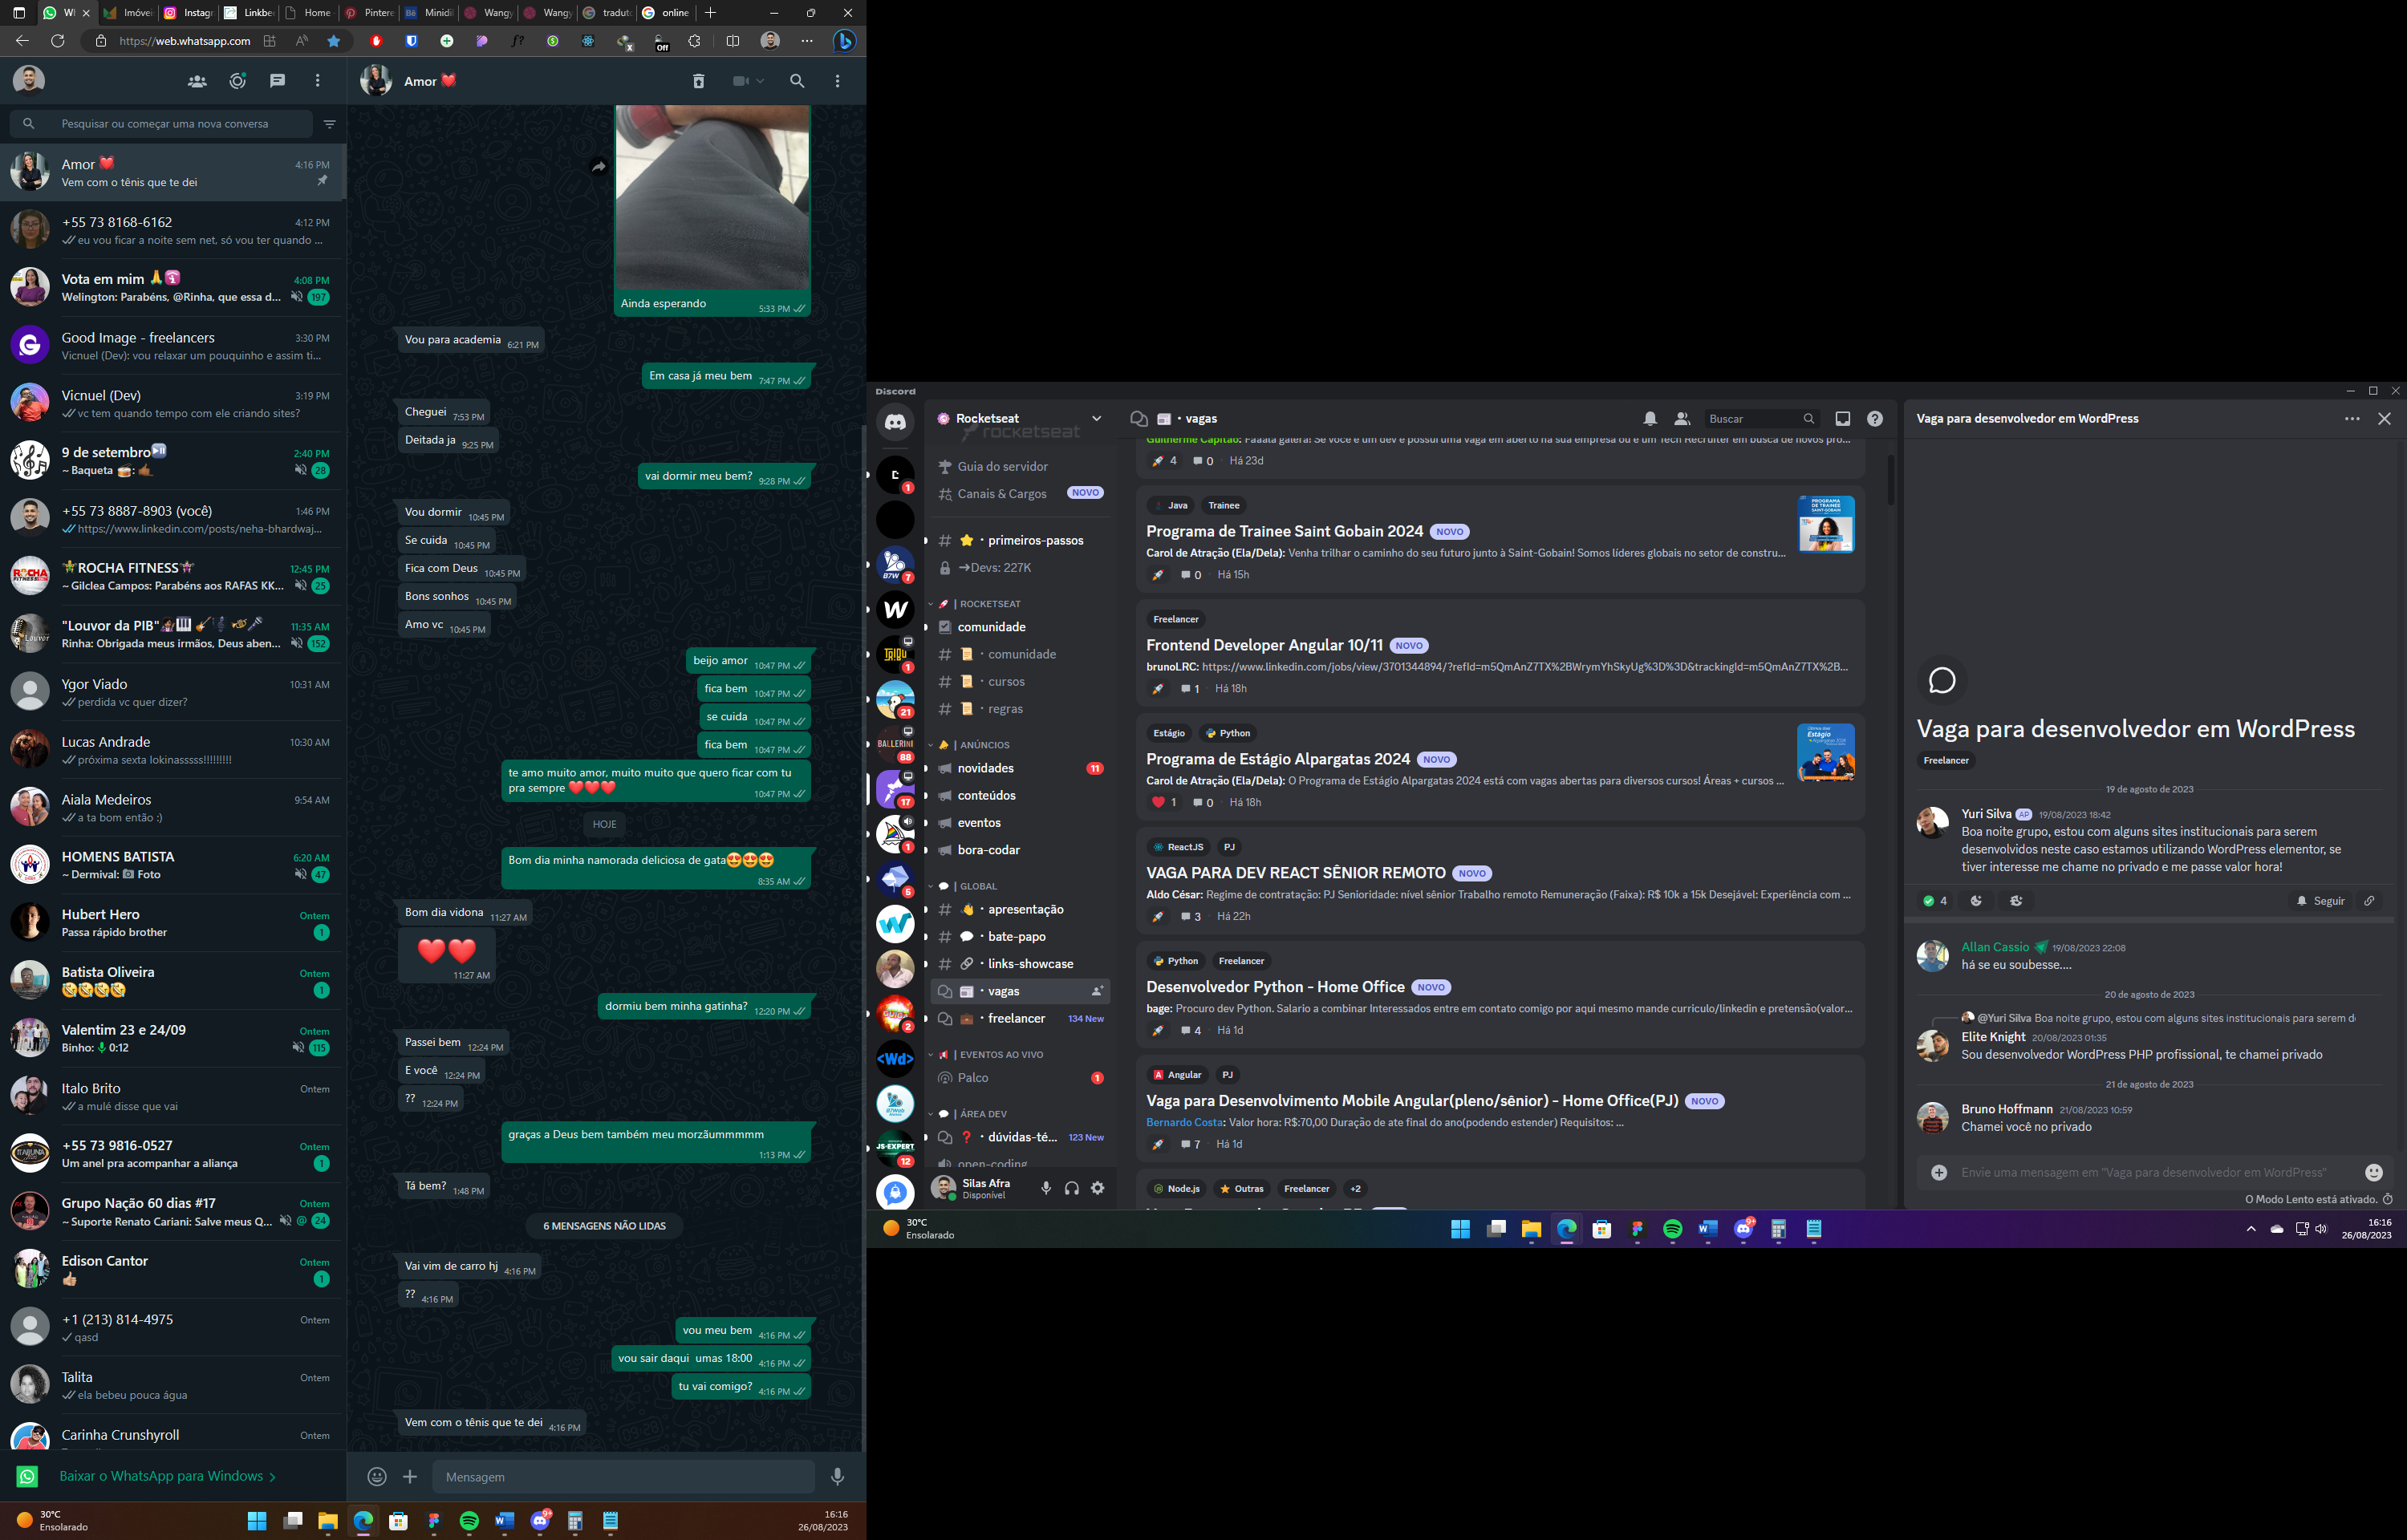 WI
Imóvei
Instagr
Linkbe
Home
Pintere
Minidi
Wangy
Wangy
traduto
online
https://web.whatsapp.com
Off
Amor
Pesquisar ou começar uma nova conversa
Amor 4:16 PM
Vem com o tênis que te dei
+55 73 8168-6162 4:12 PM
eu vou ficar a noite sem net, só vou ter quando ...
Vota em mim 4:08 PM
Welington: Parabéns, @Rinha, que essa d... 197
Good Image - freelancers 3:30 PM
Vicnuel (Dev): vou relaxar um pouquinho e assim ti...
Vicnuel (Dev) 3:19 PM
vc tem quando tempo com ele criando sites?
9 de setembro 2:40 PM
~ Baqueta 🥁: 28
+55 73 8887-8903 (você) 1:46 PM
https://www.linkedin.com/posts/neha-bhardwaj...
ROCHA FITNESS 12:45 PM
~ Gilclea Campos: Parabéns aos RAFAS KK... 25
"Louvor da PIB" 11:35 AM
Rinha: Obrigada meus irmãos, Deus aben... 152
Ygor Viado 10:31 AM
perdida vc quer dizer?
Lucas Andrade 10:30 AM
próxima sexta lokinasssss!!!!!!!!!
Aiala Medeiros 9:54 AM
a ta bom então :)
HOMENS BATISTA 6:20 AM
~ Dermival: Foto 47
Hubert Hero Ontem
Passa rápido brother 1
Batista Oliveira Ontem
1
Valentim 23 e 24/09 Ontem
Binho: 0:12 115
Italo Brito Ontem
a mulé disse que vai
+55 73 9816-0527 Ontem
Um anel pra acompanhar a aliança 1
Grupo Nação 60 dias #17 Ontem
~ Suporte Renato Cariani: Salve meus Q... @ 24
Edison Cantor Ontem
1
+1 (213) 814-4975 Ontem
qasd
Talita Ontem
ela bebeu pouca água
Carinha Crunshyroll Ontem
Baixar o WhatsApp para Windows >
Ainda esperando
5:33 PM
Vou para academia 6:21 PM
Em casa já meu bem 7:47 PM
Cheguei 7:53 PM
Deitada ja 9:25 PM
vai dormir meu bem? 9:28 PM
Vou dormir 10:45 PM
Se cuida 10:45 PM
Fica com Deus 10:45 PM
Bons sonhos 10:45 PM
Amo vc 10:45 PM
beijo amor 10:47 PM
fica bem 10:47 PM
se cuida 10:47 PM
fica bem 10:47 PM
te amo muito amor, muito muito que quero ficar com tu
pra sempre ❤️❤️❤️ 10:47 PM
HOJE
Bom dia minha namorada deliciosa de gata😍😍😍
8:35 AM
Bom dia vidona 11:27 AM
❤️❤️
11:27 AM
dormiu bem minha gatinha? 12:20 PM
Passei bem 12:24 PM
E você 12:24 PM
?? 12:24 PM
graças a Deus bem também meu morzãummmmm
1:13 PM
Tá bem? 1:48 PM
6 MENSAGENS NÃO LIDAS
Vai vim de carro hj 4:16 PM
?? 4:16 PM
vou meu bem 4:16 PM
vou sair daqui umas 18:00 4:16 PM
tu vai comigo? 4:16 PM
Vem com o tênis que te dei 4:16 PM
Mensagem
30°C
Ensolarado
16:16
26/08/2023
Discord
1
B7W 7
W
TRIBU 1
21
BALLERINI 88
17
1
5
2
<Wd>
JS-EXPERT 12
Rocketseat
rocketseat
Guia do servidor
Canais & Cargos NOVO
primeiros-passos
→Devs: 227K
| ROCKETSEAT
comunidade
comunidade
cursos
regras
| ANÚNCIOS
novidades 11
conteúdos
eventos
bora-codar
| GLOBAL
apresentação
bate-papo
links-showcase
vagas
freelancer 134 New
| EVENTOS AO VIVO
Palco 1
| ÁREA DEV
dúvidas-té... 123 New
open-coding
Silas Afra
Disponível
vagas
Buscar
Guilherme Capitão: Faaala galera! Se você é um dev e possui uma vaga em aberto na sua empresa ou é um Tech Recruiter em busca de novos pro...
4 0 · Há 23d
Java Trainee
Programa de Trainee Saint Gobain 2024 NOVO
Carol de Atração (Ela/Dela): Venha trilhar o caminho do seu futuro junto à Saint-Gobain! Somos líderes globais no setor de constru...
0 · Há 15h
PROGRAMA
DE TRAINEE
SAINT-GOBAIN
Freelancer
Frontend Developer Angular 10/11 NOVO
brunoLRC: https://www.linkedin.com/jobs/view/3701344894/?refId=m5QmAnZ7TX%2BWrymYhSkyUg%3D%3D&trackingId=m5QmAnZ7TX%2B...
1 · Há 18h
Estágio Python
Programa de Estágio Alpargatas 2024 NOVO
Carol de Atração (Ela/Dela): O Programa de Estágio Alpargatas 2024 está com vagas abertas para diversos cursos! Áreas + cursos ...
1 0 · Há 18h
Estágio
ReactJS PJ
VAGA PARA DEV REACT SÊNIOR REMOTO NOVO
Aldo César: Regime de contratação: PJ Senioridade: nível sênior Trabalho remoto Remuneração (Faixa): R$ 10k a 15k Desejável: Experiência com ...
3 · Há 22h
Python Freelancer
Desenvolvedor Python - Home Office NOVO
bage: Procuro dev Python. Salario a combinar Interessados entre em contato comigo por aqui mesmo mande curriculo/linkedin e pretensão(valor...
4 · Há 1d
Angular PJ
Vaga para Desenvolvimento Mobile Angular(pleno/sênior) - Home Office(PJ) NOVO
Bernardo Costa: Valor hora: R$:70,00 Duração de ate final do ano(podendo estender) Requisitos: ...
7 · Há 1d
Node.js Outras Freelancer +2
Vaga para desenvolvedor em WordPress
Vaga para desenvolvedor em WordPress
Freelancer
19 de agosto de 2023
Yuri Silva AP 19/08/2023 18:42
Boa noite grupo, estou com alguns sites institucionais para serem
desenvolvidos neste caso estamos utilizando WordPress elementor, se
tiver interesse me chame no privado e me passe valor hora!
4 Seguir
Allan Cassio 19/08/2023 22:08
há se eu soubesse....
20 de agosto de 2023
@Yuri Silva Boa noite grupo, estou com alguns sites institucionais para serem de
Elite Knight 20/08/2023 01:35
Sou desenvolvedor WordPress PHP profissional, te chamei privado
21 de agosto de 2023
Bruno Hoffmann 21/08/2023 10:59
Chamei você no privado
Envie uma mensagem em "Vaga para desenvolvedor em WordPress"
O Modo Lento está ativado.
30°C
Ensolarado
16:16
26/08/2023